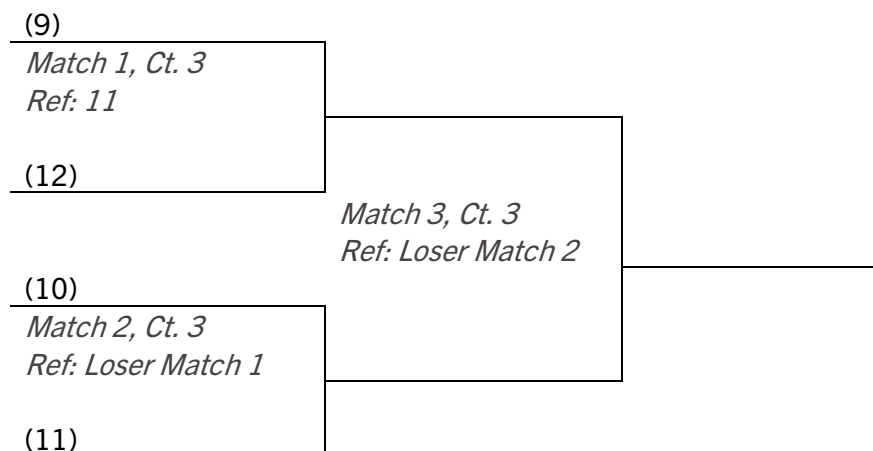 (9)
Match 1, Ct. 3
Ref: 11
(12)
Match 3, Ct. 3
Ref: Loser Match 2
(10)
Match 2, Ct. 3
Ref: Loser Match 1
(11)